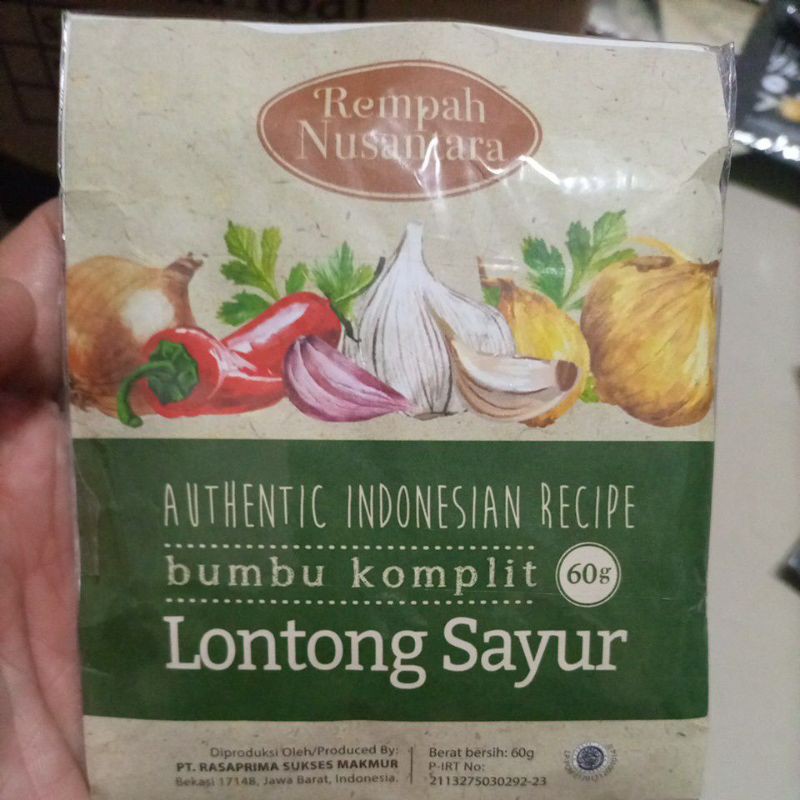 Rempah
Nusantara
AUTHENTIC INDONESIAN RECIPE
bumbu komplit 60g
Lontong Sayur
Diproduksi Oleh/Produced By:
PT. RASAPRIMA SUKSES MAKMUR
Bekasi 17148, Jawa Barat, Indonesia.
Berat bersih: 60g
P-IRT No:
2113275030292-23